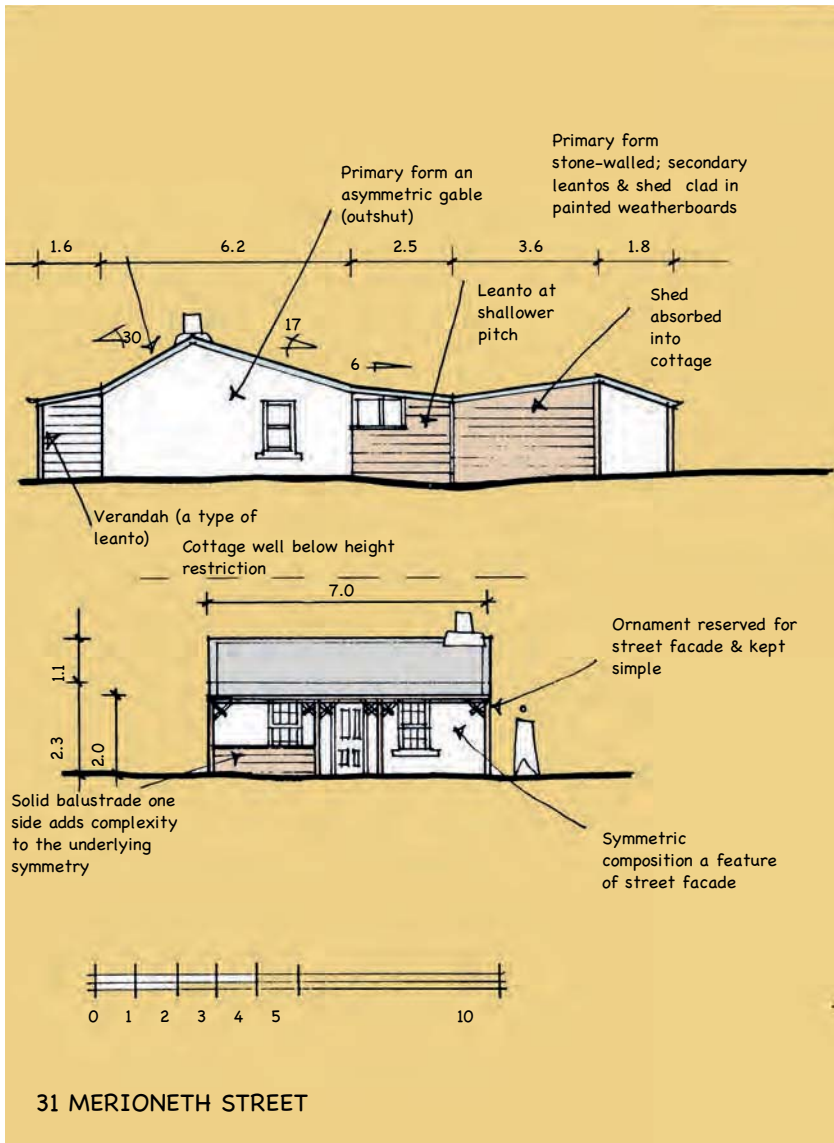 Primary form
stone-walled; secondary
leantos & shed clad in
painted weatherboards
Primary form an
asymmetric gable
(outshut)
1.6
6.2
2.5
3.6
1.8
Leanto at
shallower
pitch
Shed
absorbed
into
cottage
30
17
6
Verandah (a type of
leanto)
Cottage well below height
restriction
7.0
Ornament reserved for
street facade & kept
simple
1.1
2.3
2.0
Solid balustrade one
side adds complexity
to the underlying
symmetry
Symmetric
composition a feature
of street facade
0 1 2 3 4 5 10
31 MERIONETH STREET